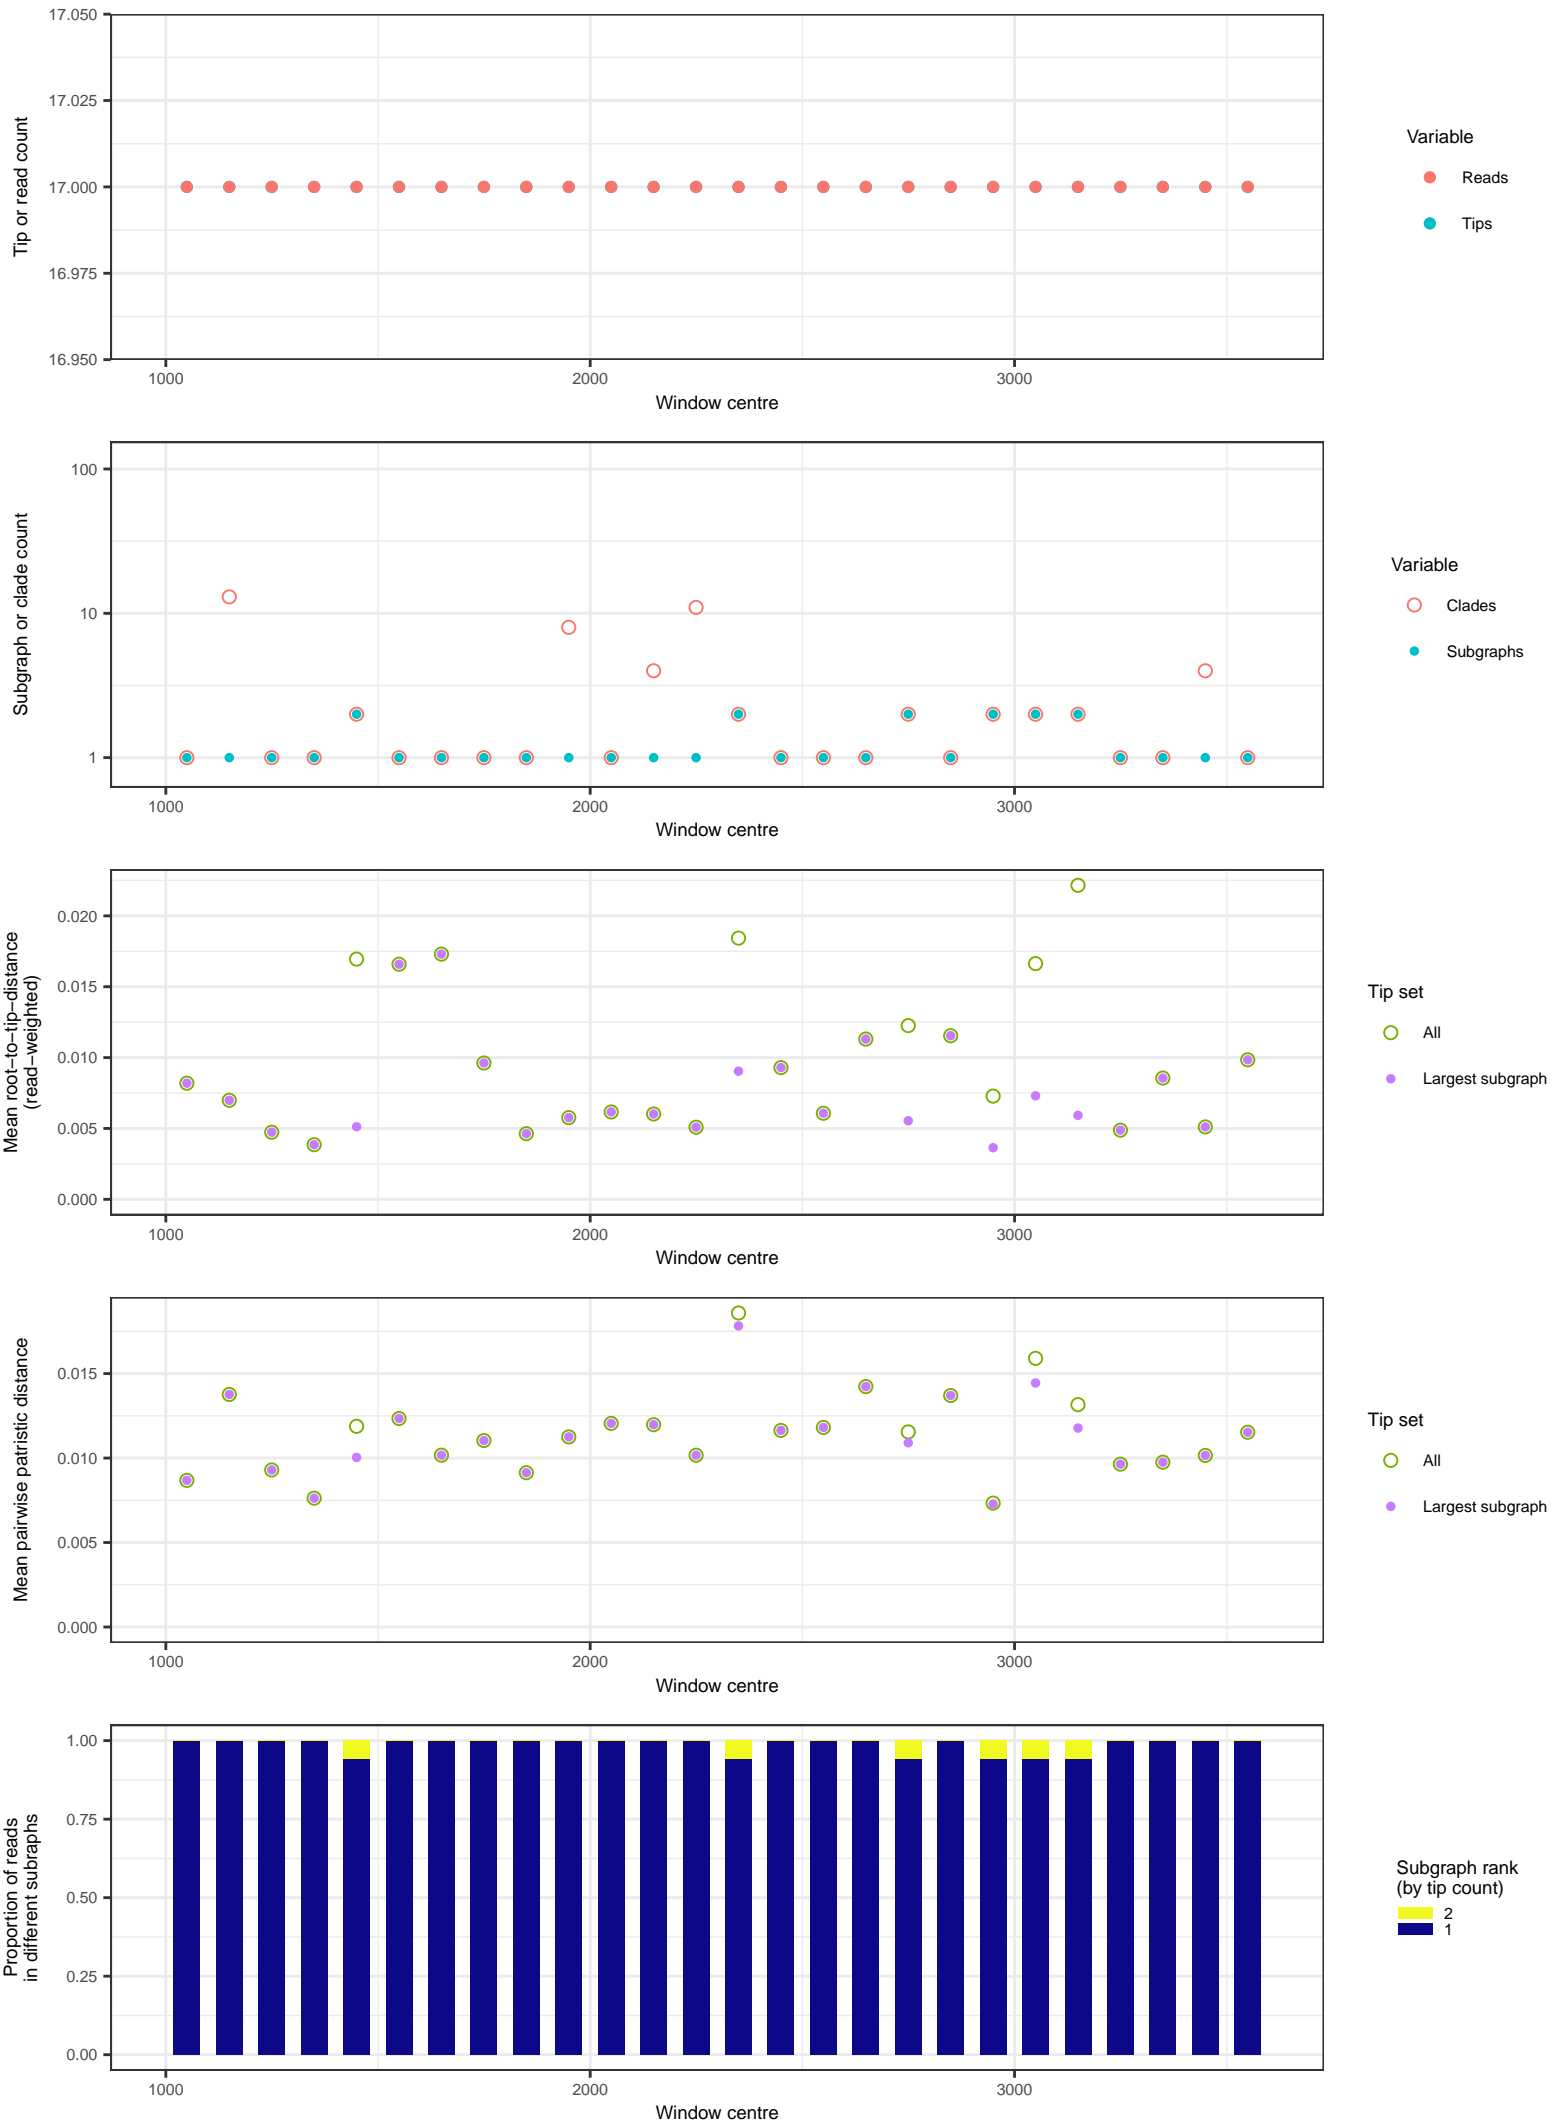 17.050
17.025
17.000
16.975
16.950
Tip or read count
1000 2000 3000
Window centre
Variable
Reads
Tips
100
10
1
Subgraph or clade count
1000 2000 3000
Window centre
Variable
Clades
Subgraphs
0.020
0.015
0.010
0.005
0.000
Mean root−to−tip−distance
(read−weighted)
1000 2000 3000
Window centre
Tip set
All
Largest subgraph
0.015
0.010
0.005
0.000
Mean pairwise patristic distance
1000 2000 3000
Window centre
Tip set
All
Largest subgraph
1.00
0.75
0.50
0.25
0.00
Proportion of reads
in different subraphs
1000 2000 3000
Window centre
Subgraph rank
(by tip count)
2
1